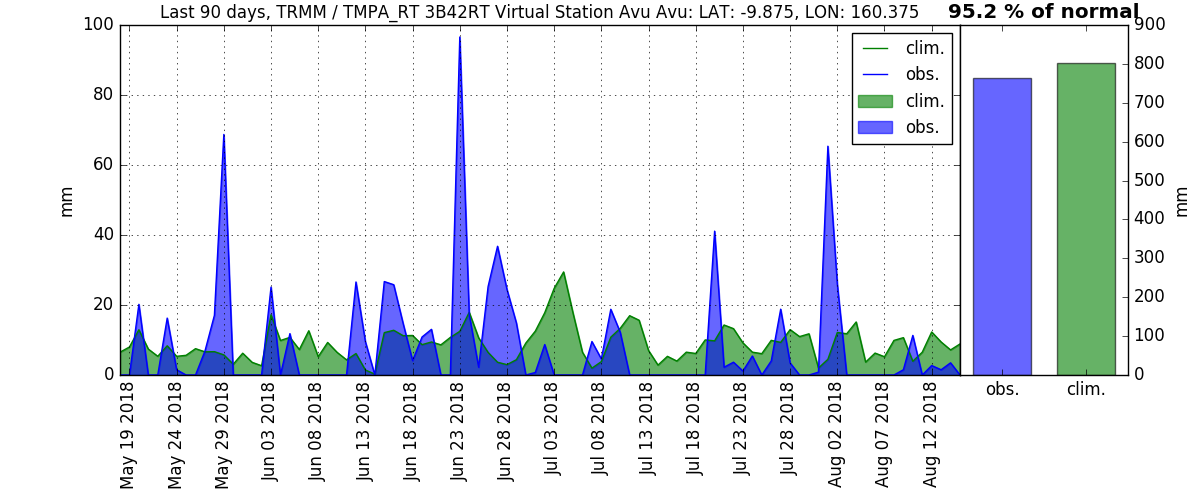 Last 90 days, TRMM / TMPA_RT 3B42RT Virtual Station Avu Avu: LAT: -9.875, LON: 160.375
95.2 % of normal
100
80
60
40
20
0
mm
clim.
obs.
clim.
obs.
May 19 2018
May 24 2018
May 29 2018
Jun 03 2018
Jun 08 2018
Jun 13 2018
Jun 18 2018
Jun 23 2018
Jun 28 2018
Jul 03 2018
Jul 08 2018
Jul 13 2018
Jul 18 2018
Jul 23 2018
Jul 28 2018
Aug 02 2018
Aug 07 2018
Aug 12 2018
900
800
700
600
500
400
300
200
100
0
mm
obs.
clim.